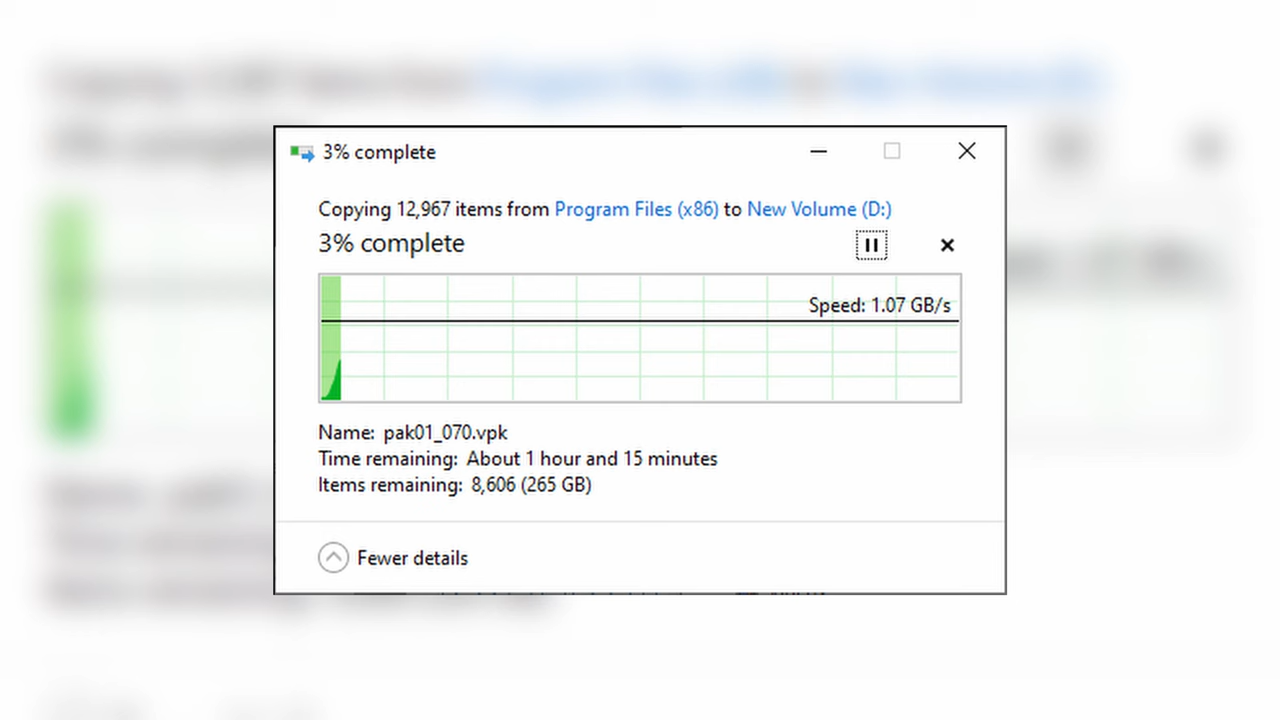 3% complete
Copying 12,967 items from Program Files (x86) to New Volume (D:)
3% complete
Speed: 1.07 GB/s
Name: pak01_070.vpk
Time remaining: About 1 hour and 15 minutes
Items remaining: 8,606 (265 GB)
Fewer details